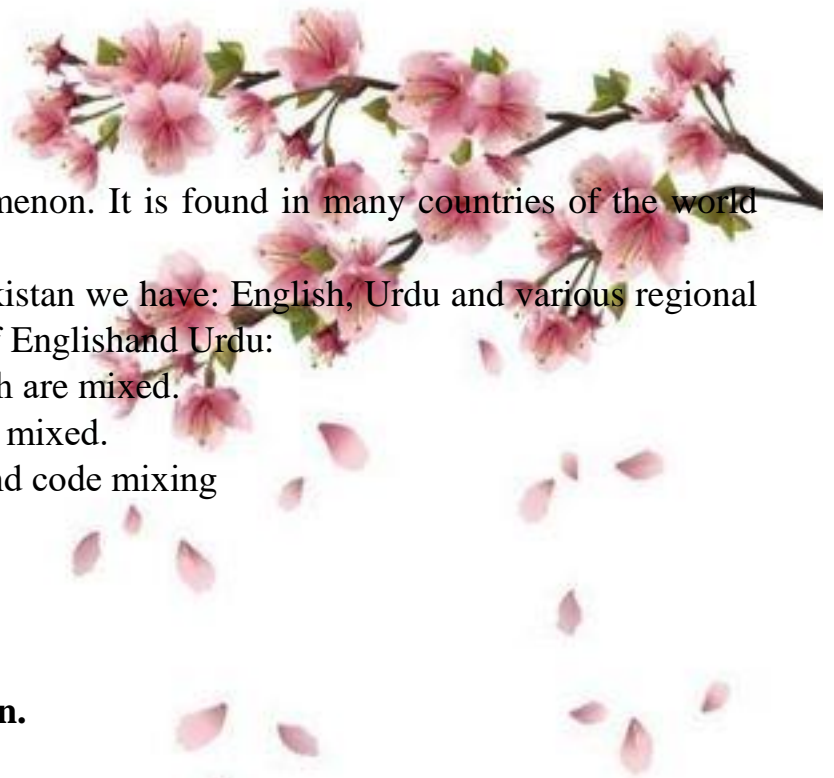 menon. It is found in many countries of the world
kistan we have: English, Urdu and various regional
f Englishand Urdu:
h are mixed.
mixed.
nd code mixing
n.